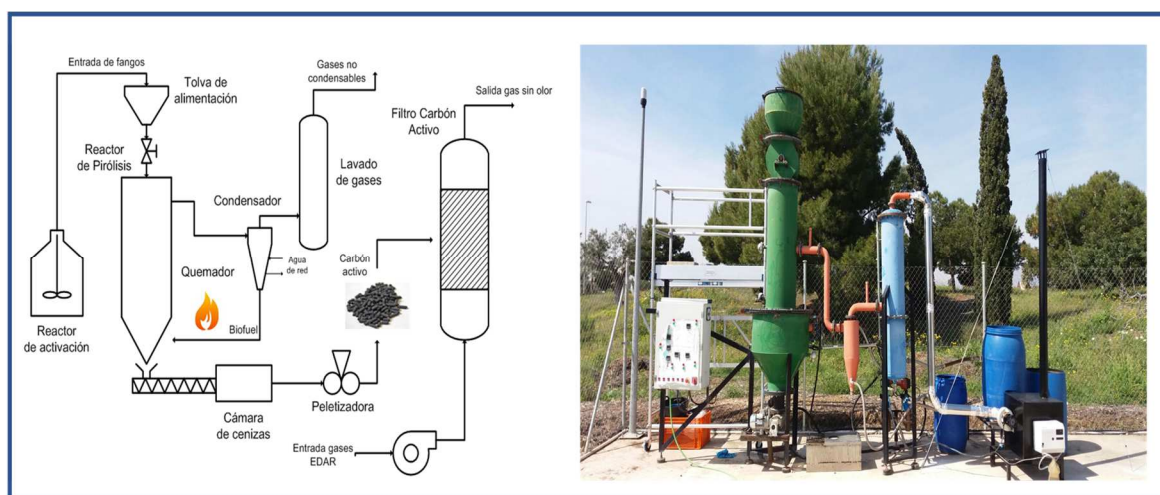 Entrada de fangos
Tolva de
alimentación
Reactor
de Pirólisis
Gases no
condensables
Salida gas sin olor
Filtro Carbón
Activo
Lavado
de gases
Condensador
Agua
de red
Carbón
activo
Quemador
Biofuel
Reactor
de activación
Cámara
de cenizas
Peletizadora
Entrada gases
EDAR